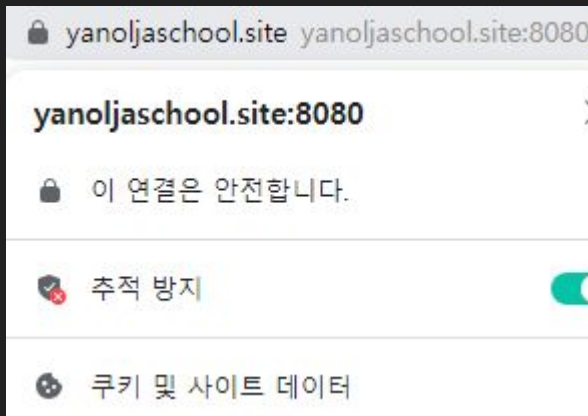 yanoljaschool.site yanoljaschool.site:8080
yanoljaschool.site:8080
이 연결은 안전합니다.
추적 방지
쿠키 및 사이트 데이터